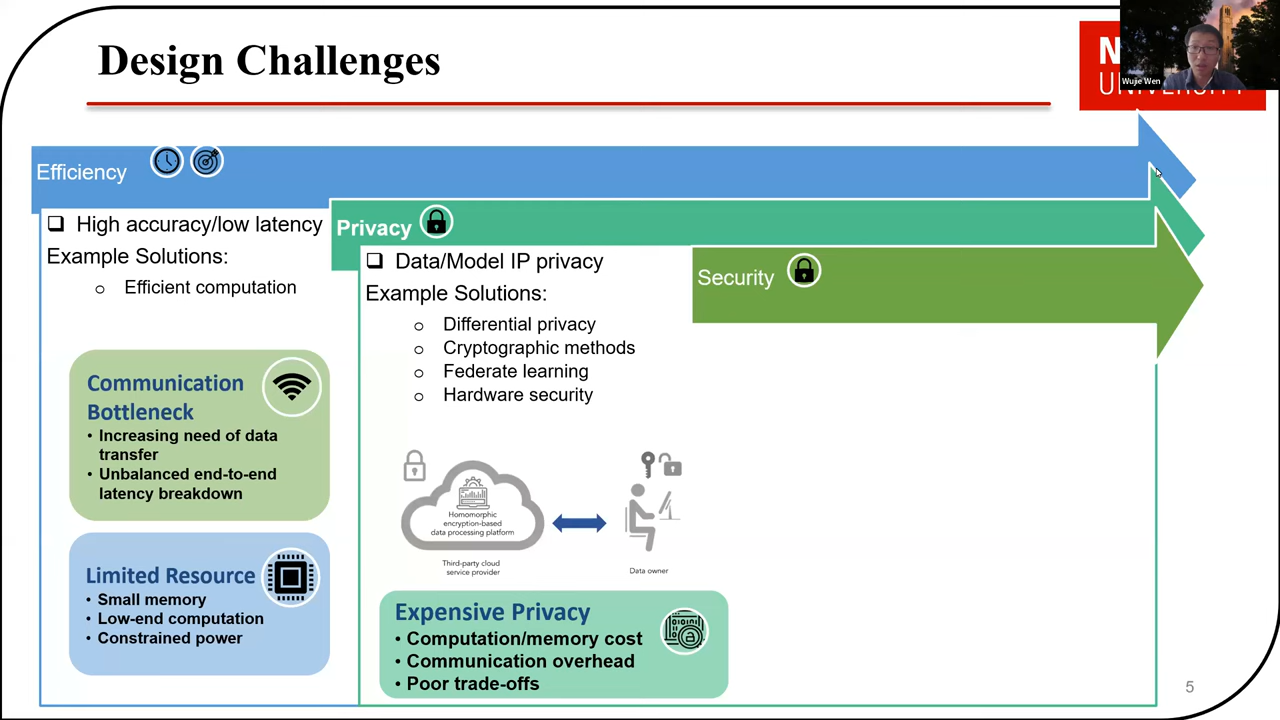 Design Challenges
N
UNIVERSITY
Wujie Wen
Efficiency
❑ High accuracy/low latency
Example Solutions:
o Efficient computation
Communication
Bottleneck
• Increasing need of data
transfer
• Unbalanced end-to-end
latency breakdown
Limited Resource
• Small memory
• Low-end computation
• Constrained power
Privacy
❑ Data/Model IP privacy
Example Solutions:
o Differential privacy
o Cryptographic methods
o Federate learning
o Hardware security
Homomorphic
encryption-based
data processing platform
Third-party cloud
service provider
Data owner
Expensive Privacy
• Computation/memory cost
• Communication overhead
• Poor trade-offs
Security
5